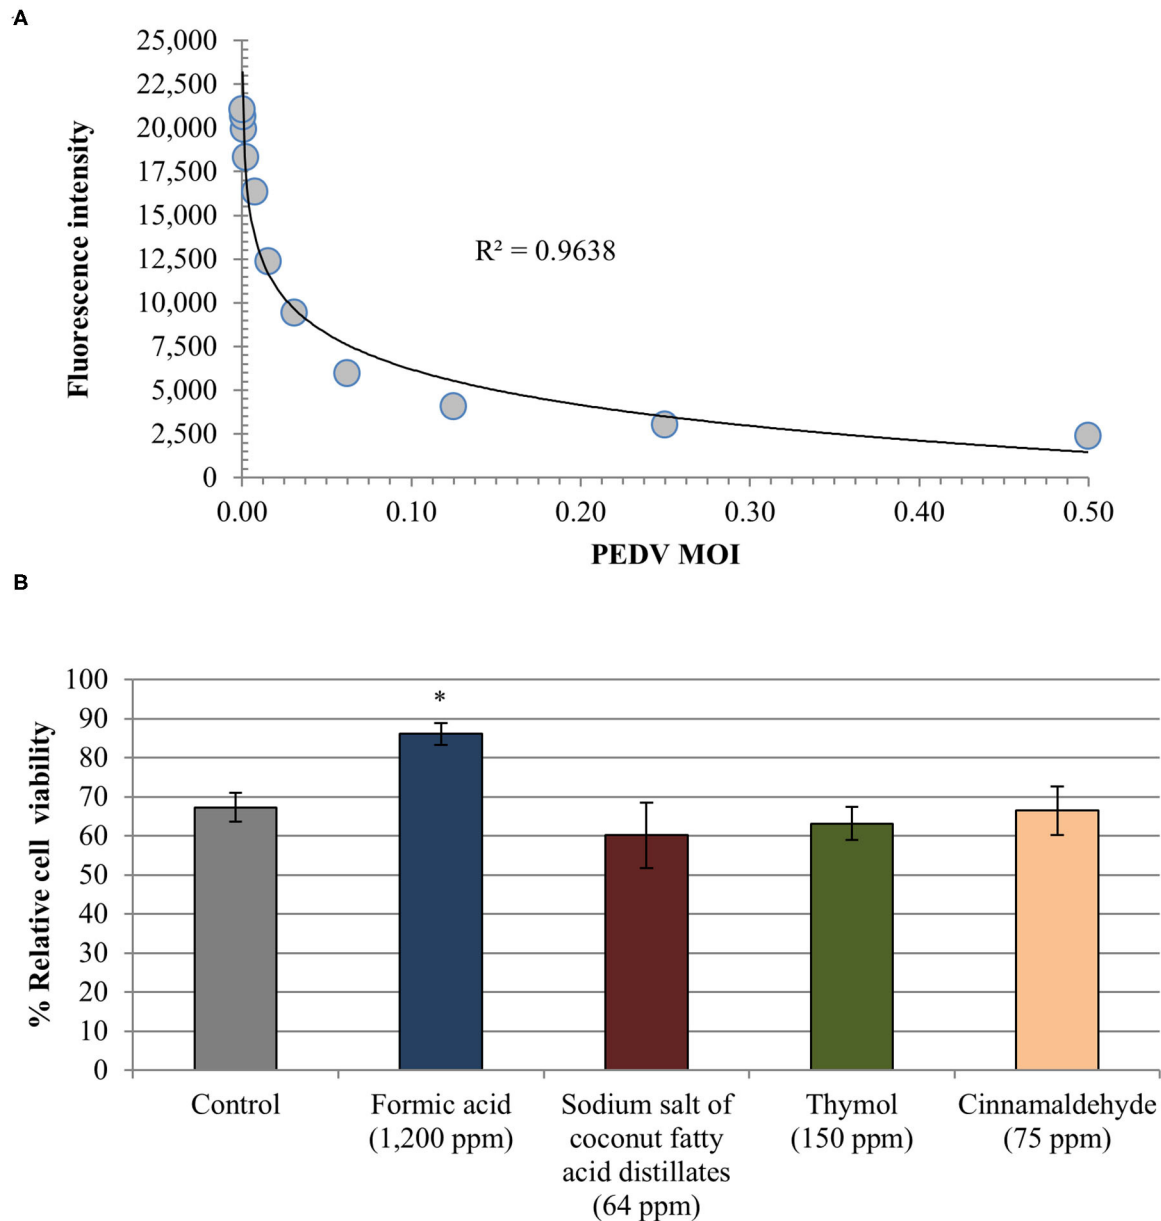 A
25,000
22,500
20,000
17,500
15,000
12,500
10,000
7,500
5,000
2,500
0
Fluorescence intensity
R² = 0.9638
0.00 0.10 0.20 0.30 0.40 0.50
PEDV MOI
B
100
90
80
70
60
50
40
30
20
10
0
% Relative cell viability
*
Control
Formic acid
(1,200 ppm)
Sodium salt of
coconut fatty
acid distillates
(64 ppm)
Thymol
(150 ppm)
Cinnamaldehyde
(75 ppm)